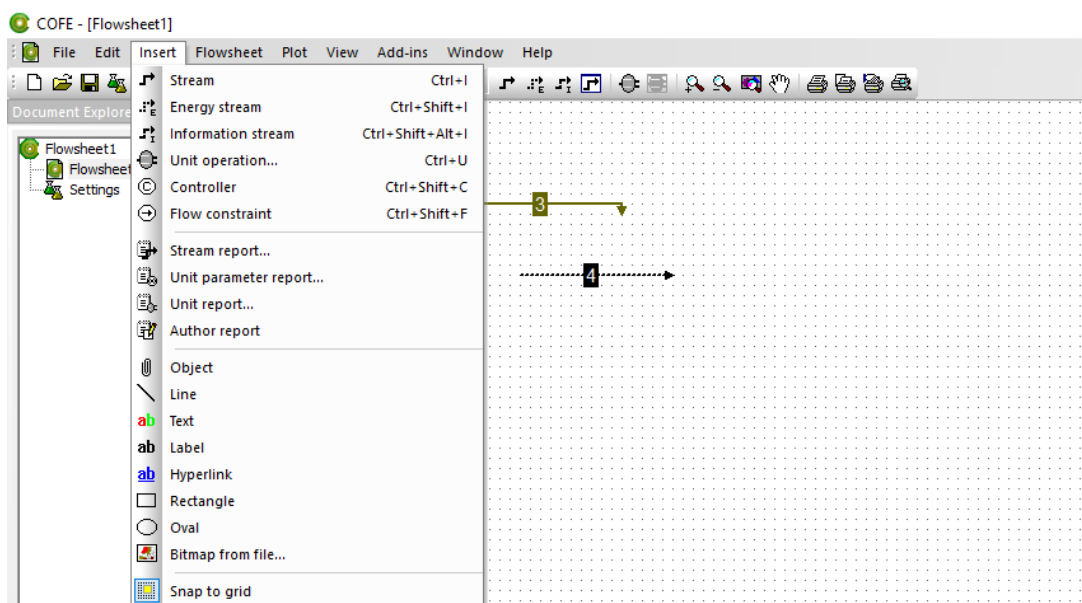 COFE - [Flowsheet1]
File Edit Insert Flowsheet Plot View Add-ins Window Help
Document Explore
Flowsheet1
Flowsheet
Settings
Stream Ctrl+I
E Energy stream Ctrl+Shift+I
I Information stream Ctrl+Shift+Alt+I
Unit operation... Ctrl+U
C Controller Ctrl+Shift+C
Flow constraint Ctrl+Shift+F
Stream report...
Unit parameter report...
Unit report...
Author report
Object
Line
ab Text
ab Label
ab Hyperlink
Rectangle
Oval
Bitmap from file...
Snap to grid
E I
3
4